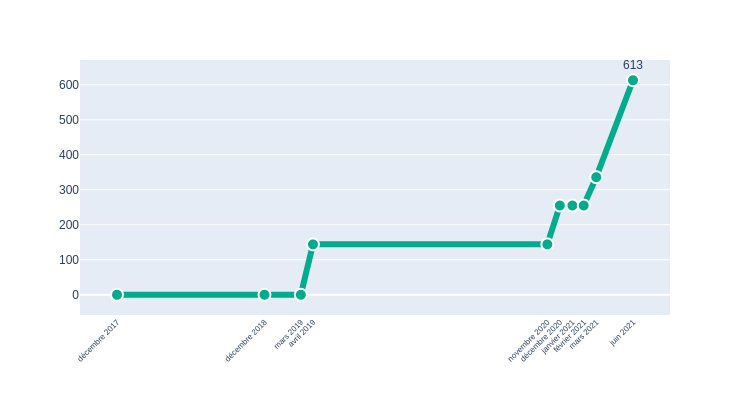 613
600
500
400
300
200
100
0
décembre 2017
décembre 2018
mars 2019
avril 2019
novembre 2020
décembre 2020
janvier 2021
février 2021
mars 2021
juin 2021